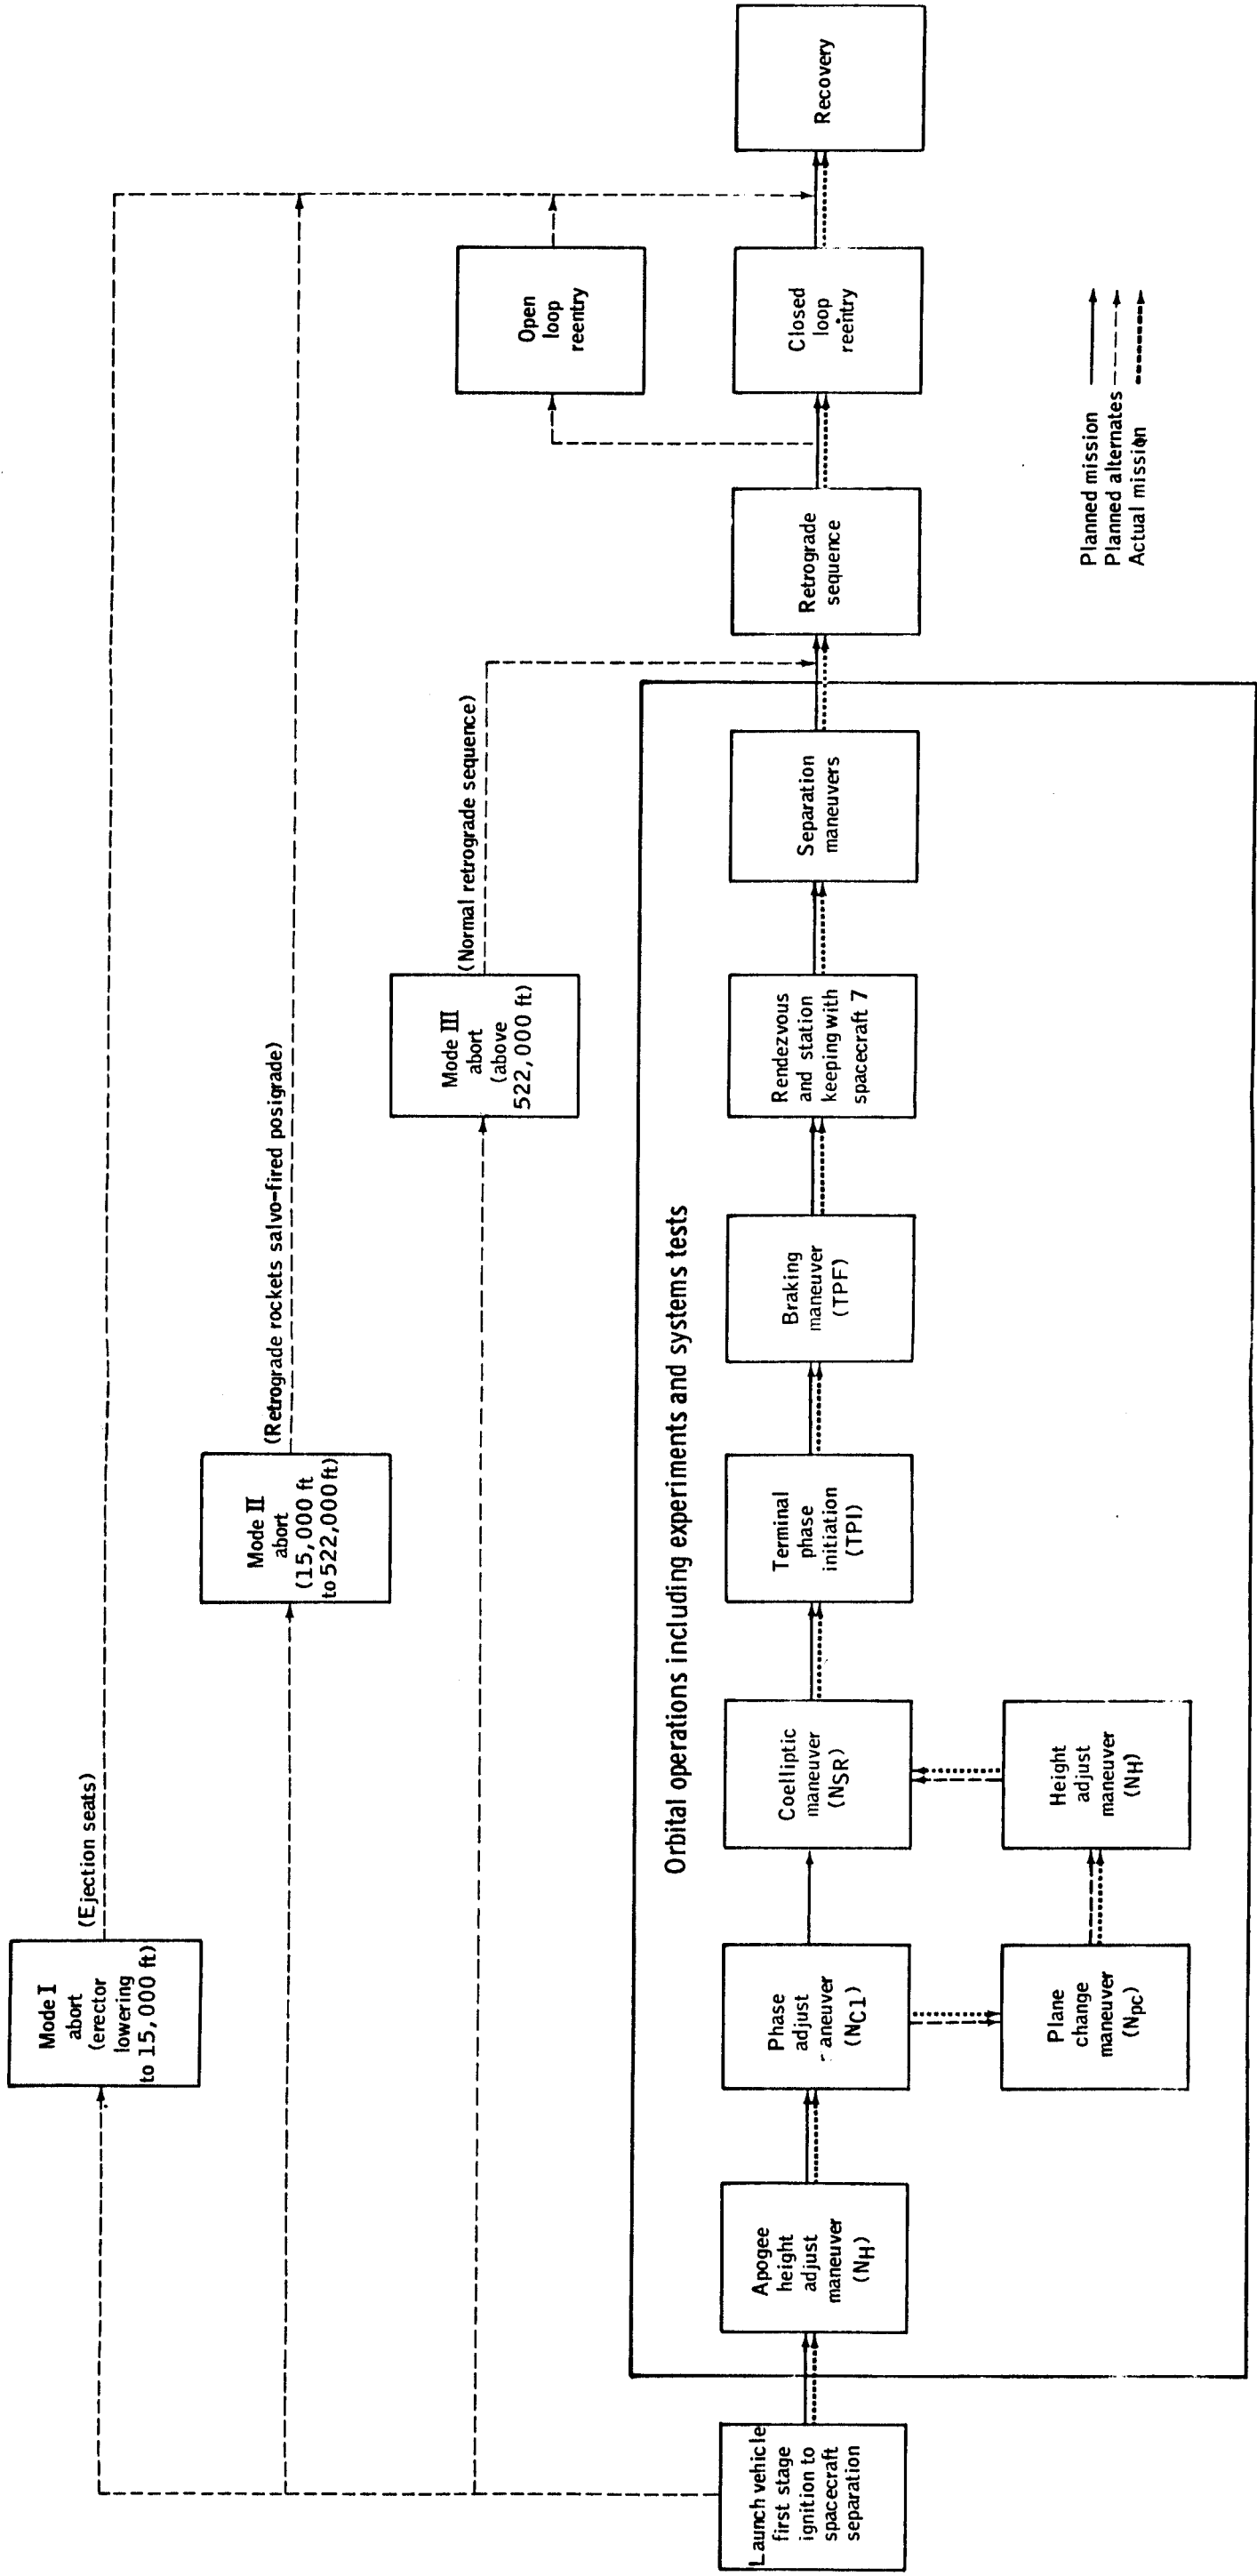 Mode I
abort
(erector
lowering
to 15,000 ft)
(Ejection seats)
Mode II
abort
(15,000 ft
to 522,000 ft)
(Retrograde rockets salvo-fired posigrade)
Mode III
abort
(above
522,000 ft)
(Normal retrograde sequence)
Open
loop
reentry
Orbital operations including experiments and systems tests
Launch vehicle
first stage
ignition to
spacecraft
separation
Apogee
height
adjust
maneuver
(NH)
Phase
adjust
aneuver
(NC1)
Coelliptic
maneuver
(NSR)
Terminal
phase
initiation
(TPI)
Braking
maneuver
(TPF)
Rendezvous
and station
keeping with
spacecraft 7
Separation
maneuvers
Retrograde
sequence
Closed
loop
reentry
Recovery
Plane
change
maneuver
(Npc)
Height
adjust
maneuver
(NH)
Planned mission
Planned alternates
Actual mission